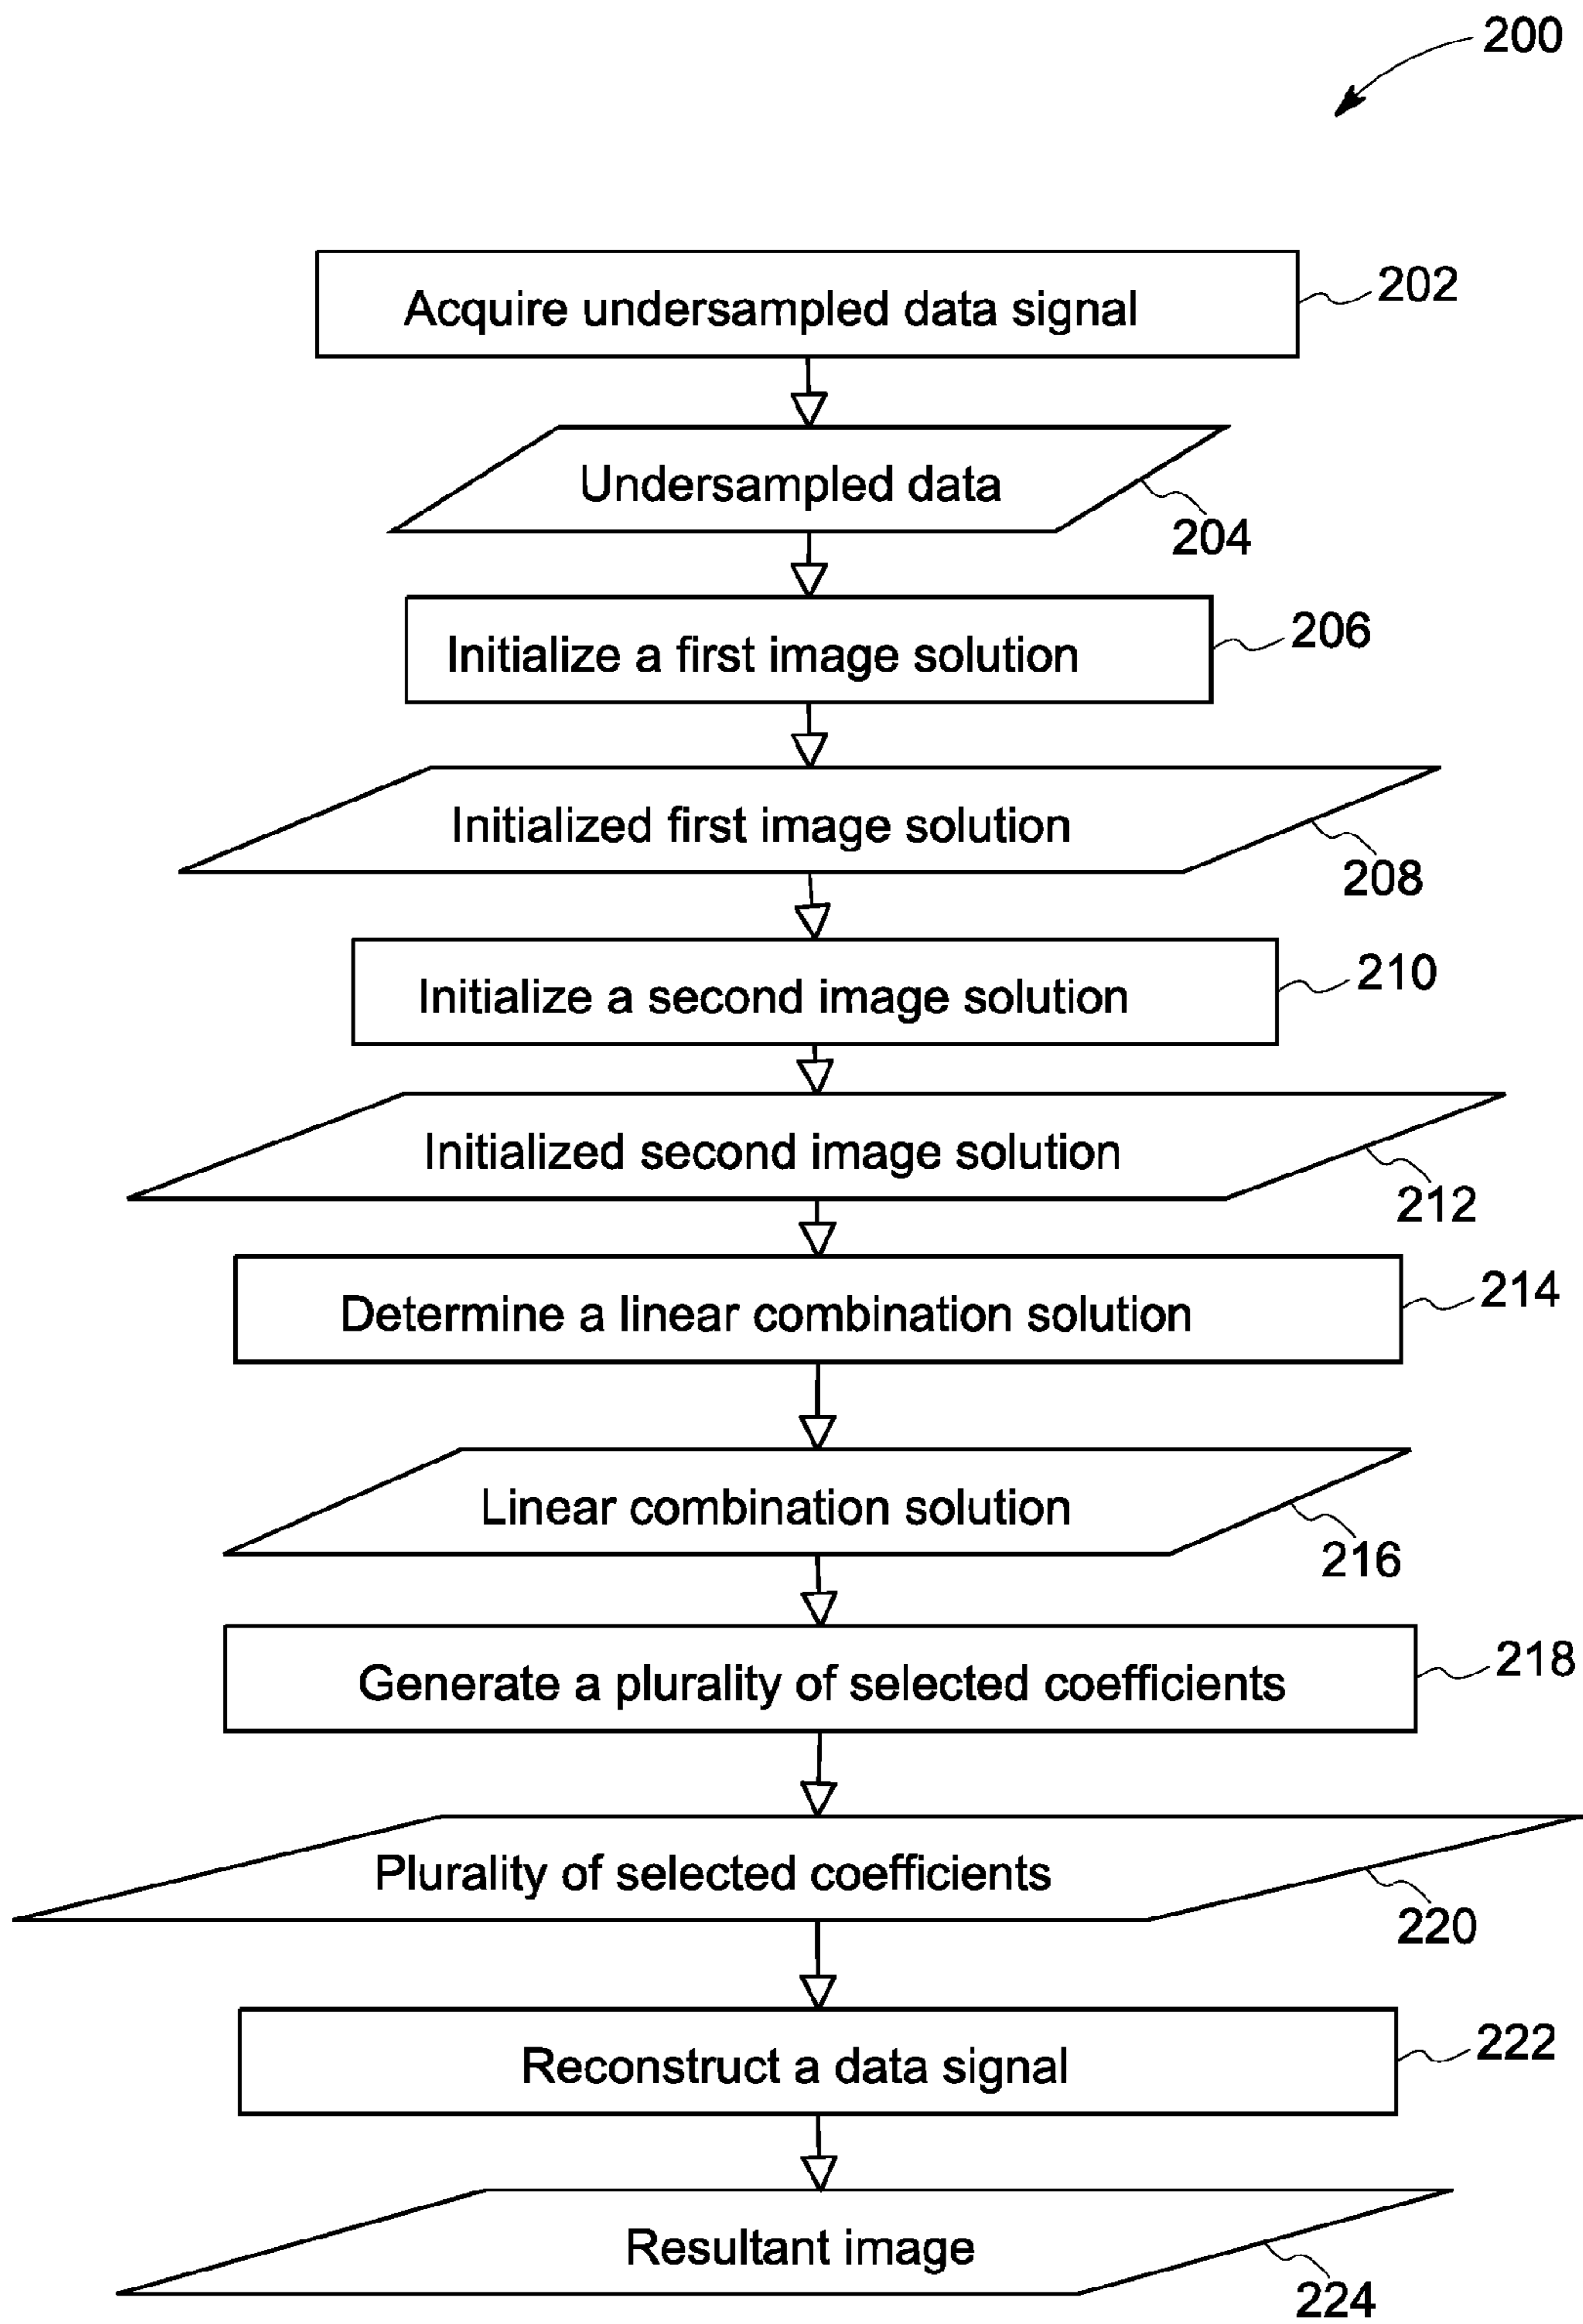 200
Acquire undersampled data signal
202
Undersampled data
204
Initialize a first image solution
206
Initialized first image solution
208
Initialize a second image solution
210
Initialized second image solution
212
Determine a linear combination solution
214
Linear combination solution
216
Generate a plurality of selected coefficients
218
Plurality of selected coefficients
220
Reconstruct a data signal
222
Resultant image
224